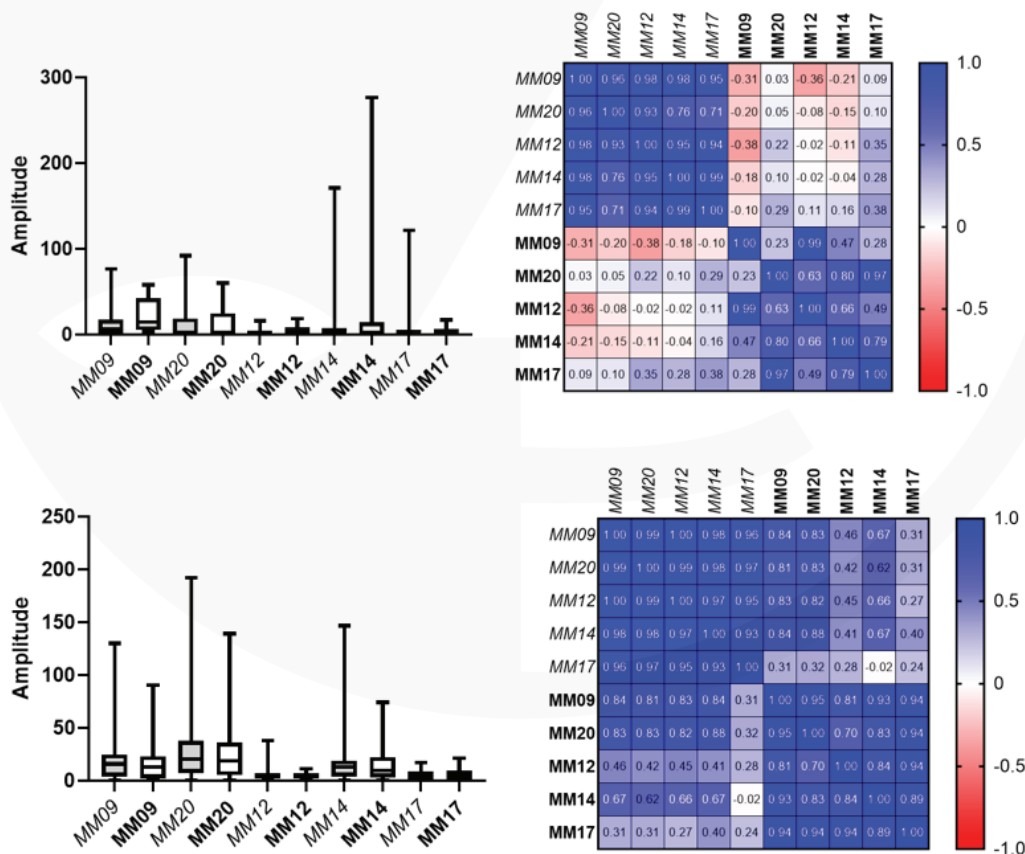 300
200
100
0
Amplitude
MM09 MM09 MM20 MM20 MM12 MM12 MM14 MM14 MM17 MM17
MM09 MM20 MM12 MM14 MM17 MM09 MM20 MM12 MM14 MM17
MM09 1.00 0.96 0.98 0.98 0.95 -0.31 0.03 -0.36 -0.21 0.09
MM20 0.96 1.00 0.93 0.76 0.71 -0.20 0.05 -0.08 -0.15 0.10
MM12 0.98 0.93 1.00 0.95 0.94 -0.38 0.22 -0.02 -0.11 0.35
MM14 0.98 0.76 0.95 1.00 0.99 -0.18 0.10 -0.02 -0.04 0.28
MM17 0.95 0.71 0.94 0.99 1.00 -0.10 0.29 0.11 0.16 0.38
MM09 -0.31 -0.20 -0.38 -0.18 -0.10 1.00 0.23 0.99 0.47 0.28
MM20 0.03 0.05 0.22 0.10 0.29 0.23 1.00 0.63 0.80 0.97
MM12 -0.36 -0.08 -0.02 -0.02 0.11 0.99 0.63 1.00 0.66 0.49
MM14 -0.21 -0.15 -0.11 -0.04 0.16 0.47 0.80 0.66 1.00 0.79
MM17 0.09 0.10 0.35 0.28 0.38 0.28 0.97 0.49 0.79 1.00
1.0
0.5
0
-0.5
-1.0
250
200
150
100
50
0
Amplitude
MM09 MM09 MM20 MM20 MM12 MM12 MM14 MM14 MM17 MM17
MM09 MM20 MM12 MM14 MM17 MM09 MM20 MM12 MM14 MM17
MM09 1.00 0.99 1.00 0.98 0.96 0.84 0.83 0.46 0.67 0.31
MM20 0.99 1.00 0.99 0.98 0.97 0.81 0.83 0.42 0.62 0.31
MM12 1.00 0.99 1.00 0.97 0.95 0.83 0.82 0.45 0.66 0.27
MM14 0.98 0.98 0.97 1.00 0.93 0.84 0.88 0.41 0.67 0.40
MM17 0.96 0.97 0.95 0.93 1.00 0.31 0.32 0.28 -0.02 0.24
MM09 0.84 0.81 0.83 0.84 0.31 1.00 0.95 0.81 0.93 0.94
MM20 0.83 0.83 0.82 0.88 0.32 0.95 1.00 0.70 0.83 0.94
MM12 0.46 0.42 0.45 0.41 0.28 0.81 0.70 1.00 0.84 0.94
MM14 0.67 0.62 0.66 0.67 -0.02 0.93 0.83 0.84 1.00 0.89
MM17 0.31 0.31 0.27 0.40 0.24 0.94 0.94 0.94 0.89 1.00
1.0
0.5
0
-0.5
-1.0